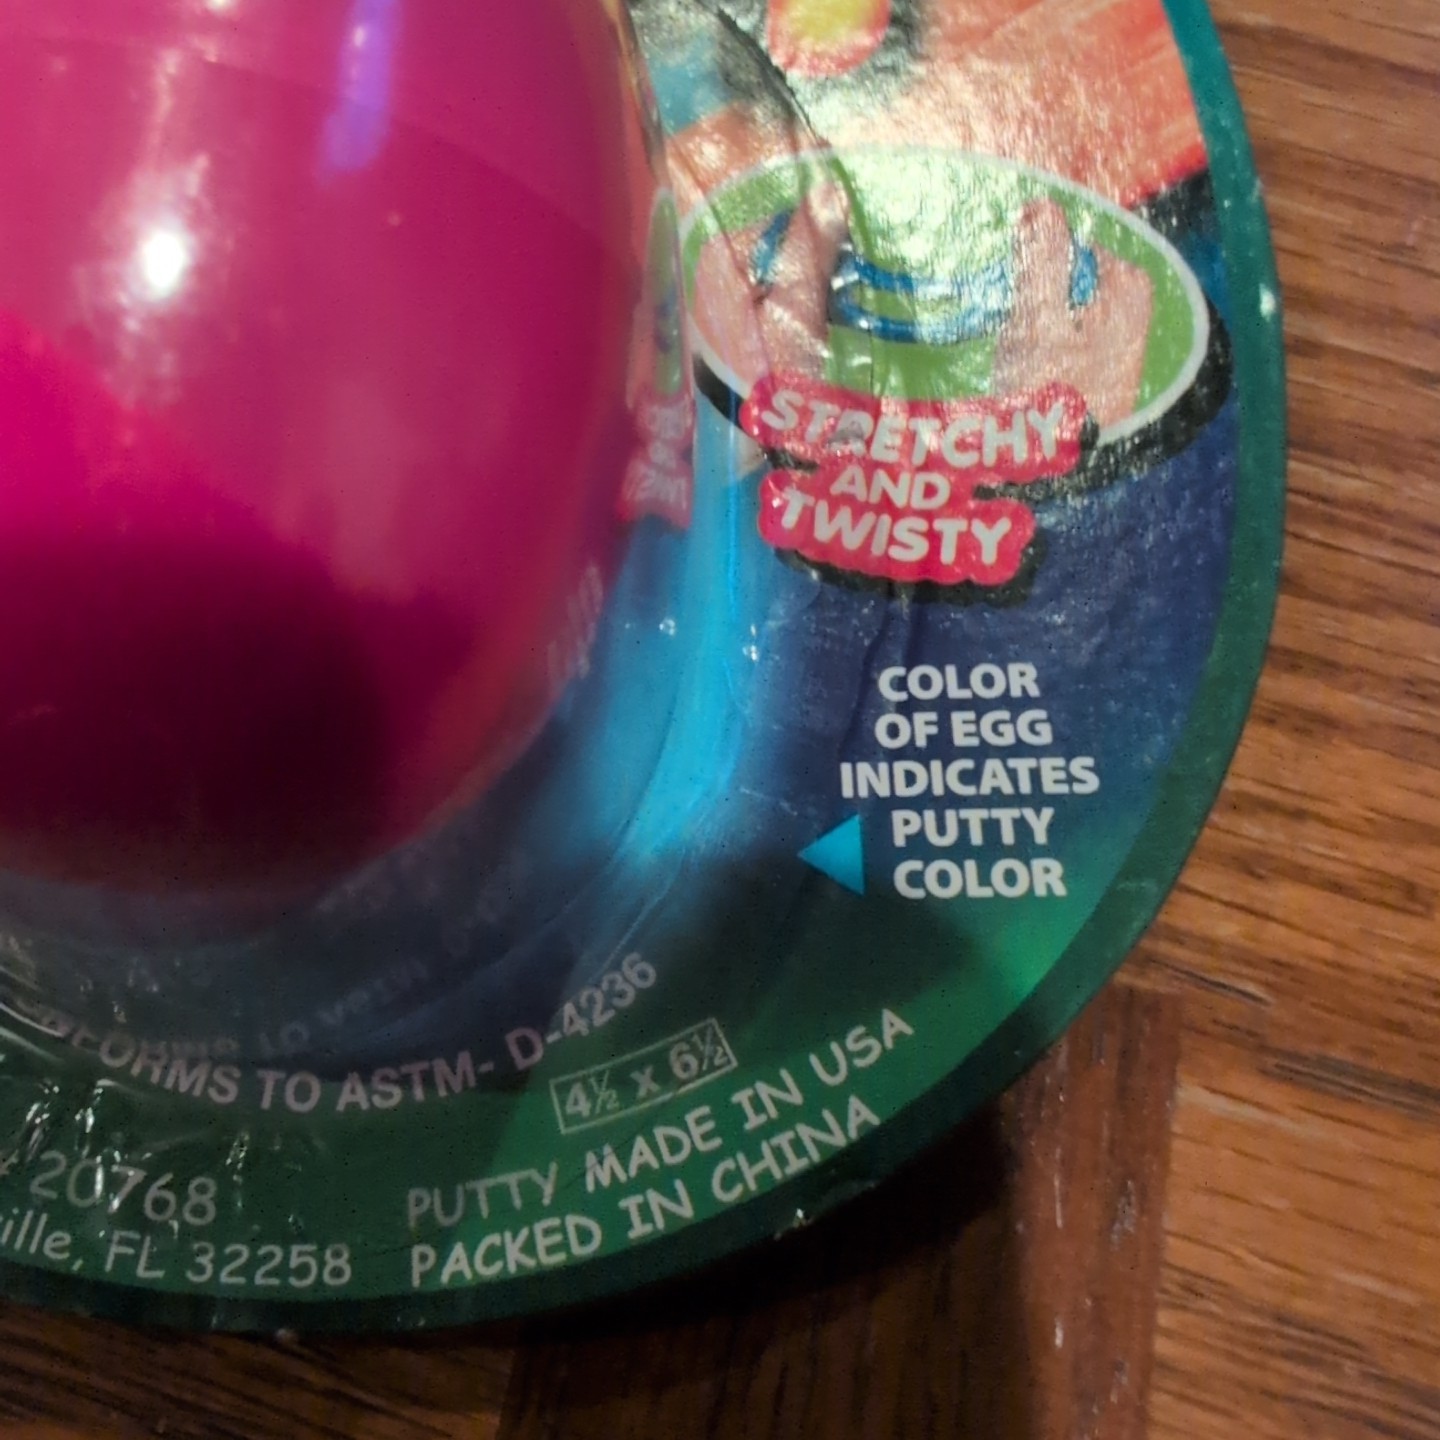 STRETCHY
AND
TWISTY
COLOR
OF EGG
INDICATES
PUTTY
COLOR
TO ASTM- D-4236
4½ x 6½
PUTTY MADE IN USA
PACKED IN CHINA
20768
FL 32258